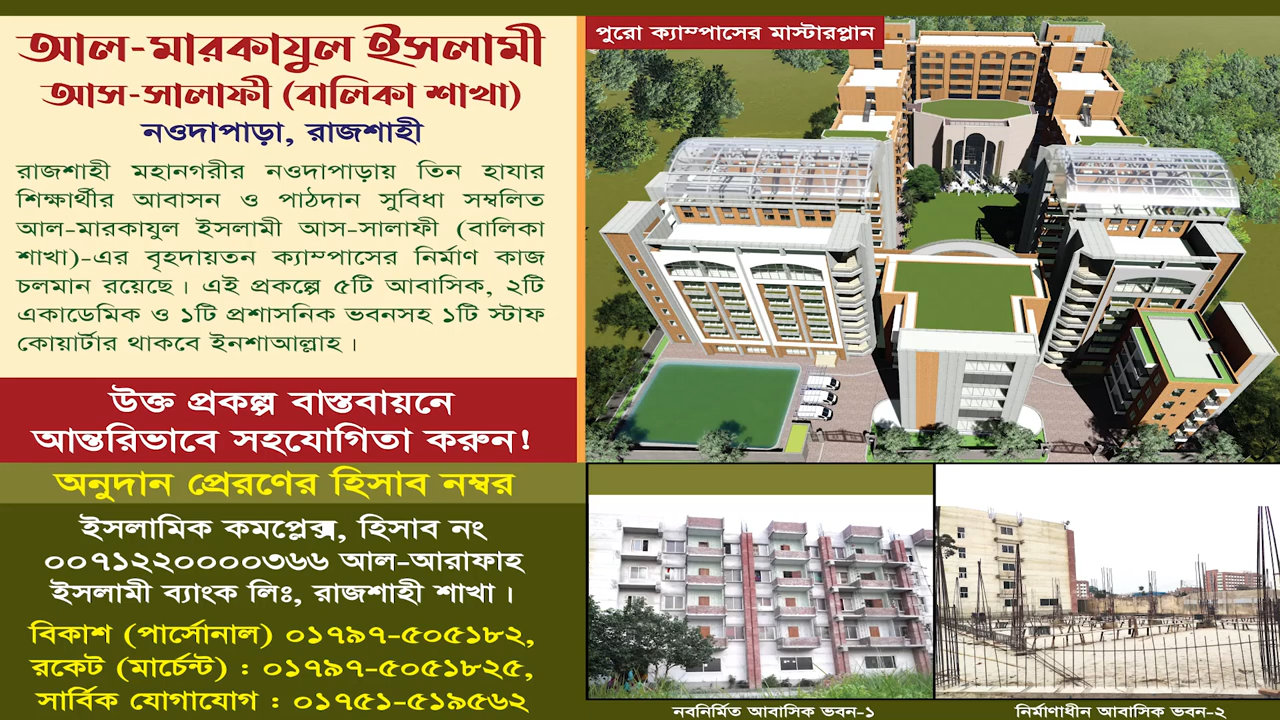 আল-মারকাযুল ইসলামী
আস-সালাফী (বালিকা শাখা)
নওদাপাড়া, রাজশাহী
রাজশাহী মহানগরীর নওদাপাড়ায় তিন হাযার
শিক্ষার্থীর আবাসন ও পাঠদান সুবিধা সম্বলিত
আল-মারকাযুল ইসলামী আস-সালাফী (বালিকা
শাখা)-এর বৃহদায়তন ক্যাম্পাসের নির্মাণ কাজ
চলমান রয়েছে। এই প্রকল্পে ৫টি আবাসিক, ২টি
একাডেমিক ও ১টি প্রশাসনিক ভবনসহ ১টি স্টাফ
কোয়ার্টার থাকবে ইনশাআল্লাহ।
উক্ত প্রকল্প বাস্তবায়নে
আন্তরিভাবে সহযোগিতা করুন!
অনুদান প্রেরণের হিসাব নম্বর
ইসলামিক কমপ্লেক্স, হিসাব নং
০০৭১২২০০০০৩৬৬ আল-আরাফাহ
ইসলামী ব্যাংক লিঃ, রাজশাহী শাখা।
বিকাশ (পার্সোনাল) ০১৭৯৭-৫০৫১৮২,
রকেট (মার্চেন্ট) : ০১৭৯৭-৫০৫১৮২৫,
সার্বিক যোগাযোগ : ০১৭৫১-৫১৯৫৬২
পুরো ক্যাম্পাসের মাস্টারপ্লান
নবনির্মিত আবাসিক ভবন-১
নির্মাণাধীন আবাসিক ভবন-২